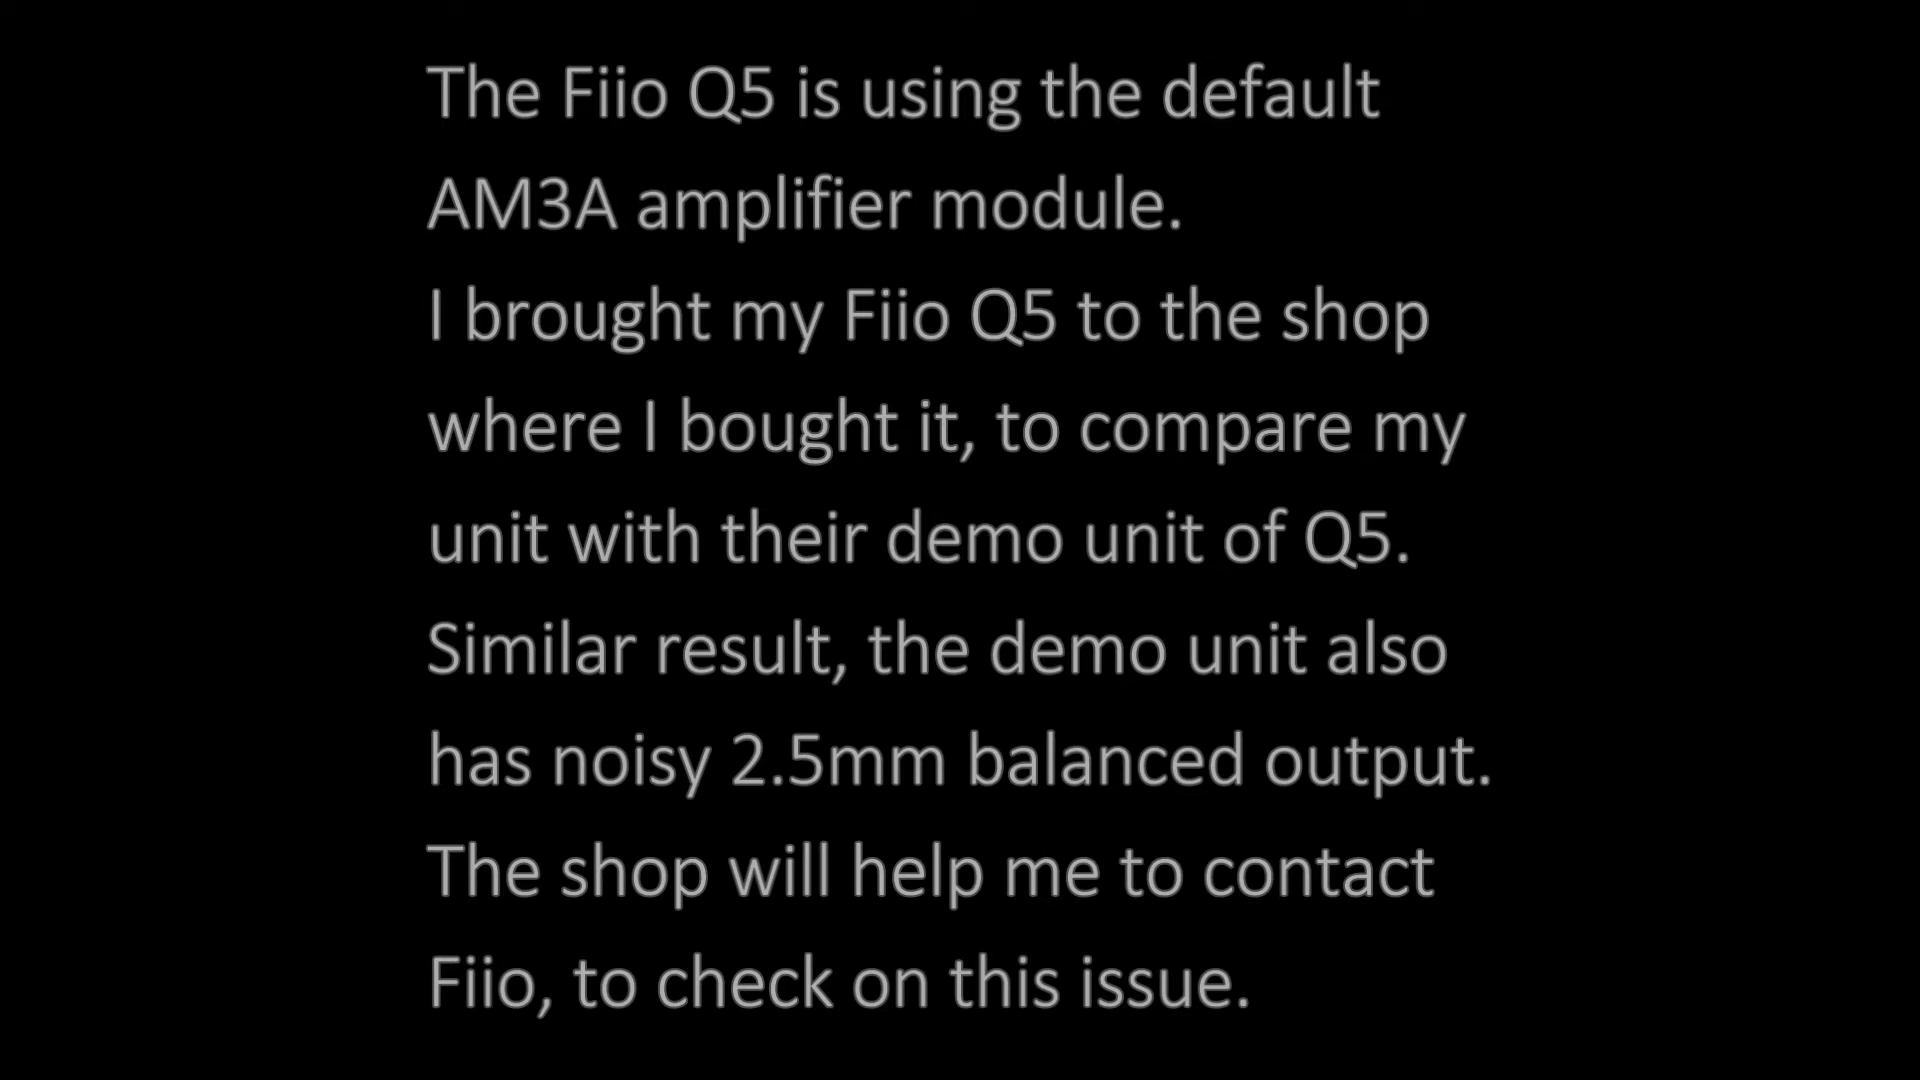 The Fiio Q5 is using the default
AM3A amplifier module.
I brought my Fiio Q5 to the shop
where I bought it, to compare my
unit with their demo unit of Q5.
Similar result, the demo unit also
has noisy 2.5mm balanced output.
The shop will help me to contact
Fiio, to check on this issue.